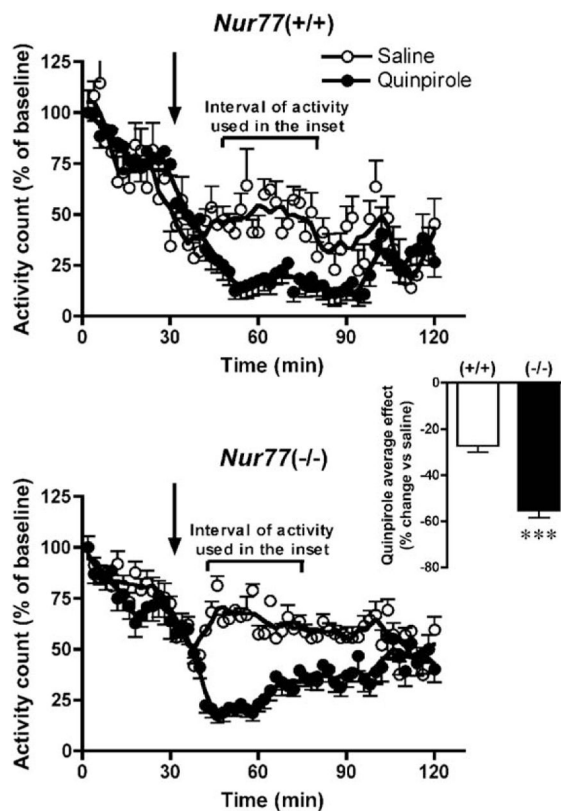 Nur77(+/+)
Saline
Quinpirole
Interval of activity
used in the inset
Activity count (% of baseline)
125
100
75
50
25
0
0 30 60 90 120
Time (min)
(+/+) (-/-)
Quinpirole average effect
(% change vs saline)
0
-20
-40
-60
-80
***
Nur77(-/-)
Interval of activity
used in the inset
Activity count (% of baseline)
125
100
75
50
25
0
0 30 60 90 120
Time (min)